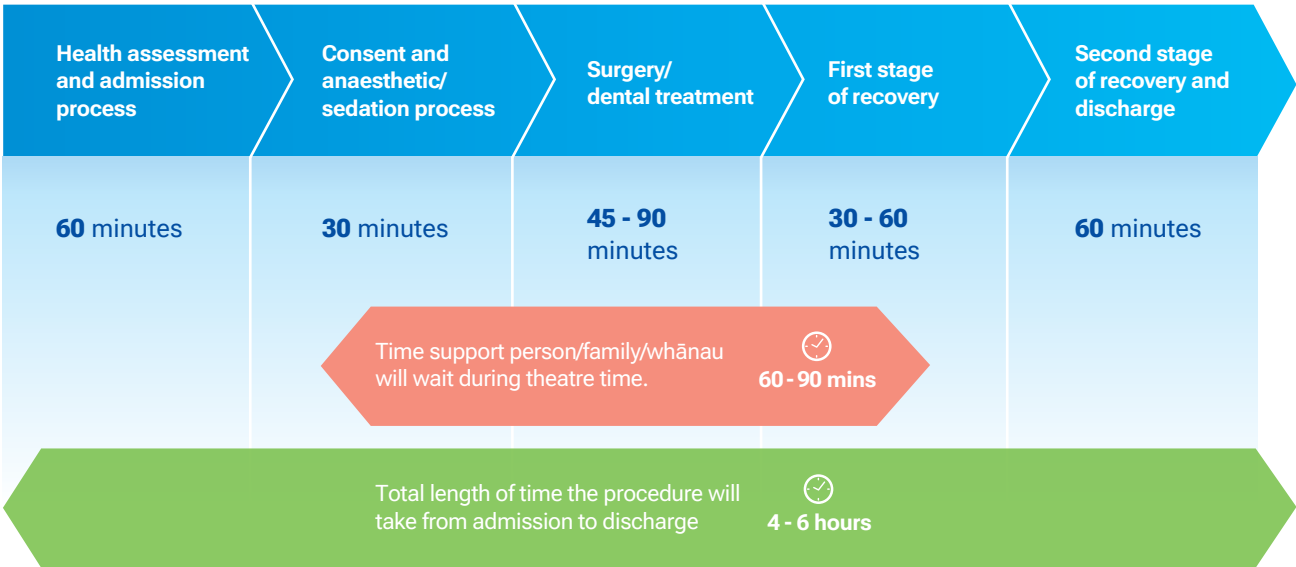 Health assessment
and admission
process
Consent and
anaesthetic/
sedation process
Surgery/
dental treatment
First stage
of recovery
Second stage
of recovery and
discharge
60 minutes
30 minutes
45 - 90
minutes
30 - 60
minutes
60 minutes
Time support person/family/whānau
will wait during theatre time.
60 - 90 mins
Total length of time the procedure will
take from admission to discharge
4 - 6 hours